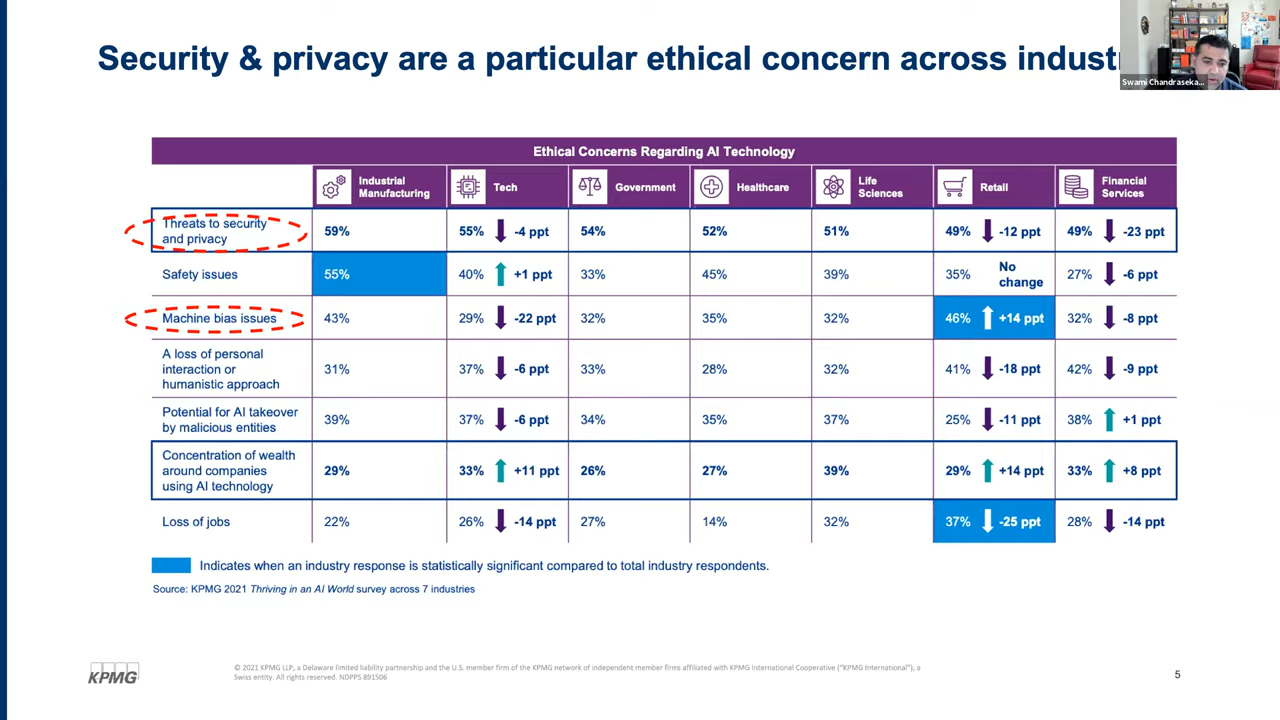 Security & privacy are a particular ethical concern across indust
Swami Chandraseka...
Ethical Concerns Regarding AI Technology
Industrial Manufacturing
Tech
Government
Healthcare
Life Sciences
Retail
Financial Services
Threats to security and privacy
59%
55% -4 ppt
54%
52%
51%
49% -12 ppt
49% -23 ppt
Safety issues
55%
40% +1 ppt
33%
45%
39%
35% No change
27% -6 ppt
Machine bias issues
43%
29% -22 ppt
32%
35%
32%
46% +14 ppt
32% -8 ppt
A loss of personal interaction or humanistic approach
31%
37% -6 ppt
33%
28%
32%
41% -18 ppt
42% -9 ppt
Potential for AI takeover by malicious entities
39%
37% -6 ppt
34%
35%
37%
25% -11 ppt
38% +1 ppt
Concentration of wealth around companies using AI technology
29%
33% +11 ppt
26%
27%
39%
29% +14 ppt
33% +8 ppt
Loss of jobs
22%
26% -14 ppt
27%
14%
32%
37% -25 ppt
28% -14 ppt
Indicates when an industry response is statistically significant compared to total industry respondents.
Source: KPMG 2021 Thriving in an AI World survey across 7 industries
KPMG
© 2021 KPMG LLP, a Delaware limited liability partnership and the U.S. member firm of the KPMG network of independent member firms affiliated with KPMG International Cooperative ("KPMG International"), a
Swiss entity. All rights reserved. NDPPS 891506
5